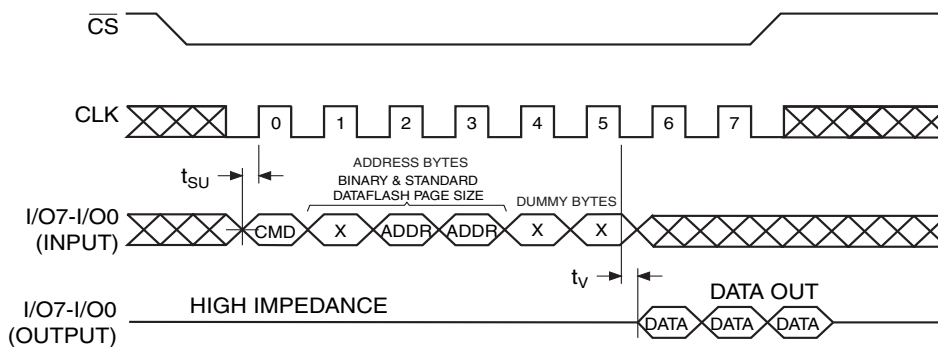 CS
CLK
0 1 2 3 4 5 6 7
tSU
ADDRESS BYTES
BINARY & STANDARD
DATAFLASH PAGE SIZE
DUMMY BYTES
I/O7-I/O0
(INPUT)
CMD X ADDR ADDR X X
tV
I/O7-I/O0
(OUTPUT)
HIGH IMPEDANCE
DATA OUT
DATA DATA DATA